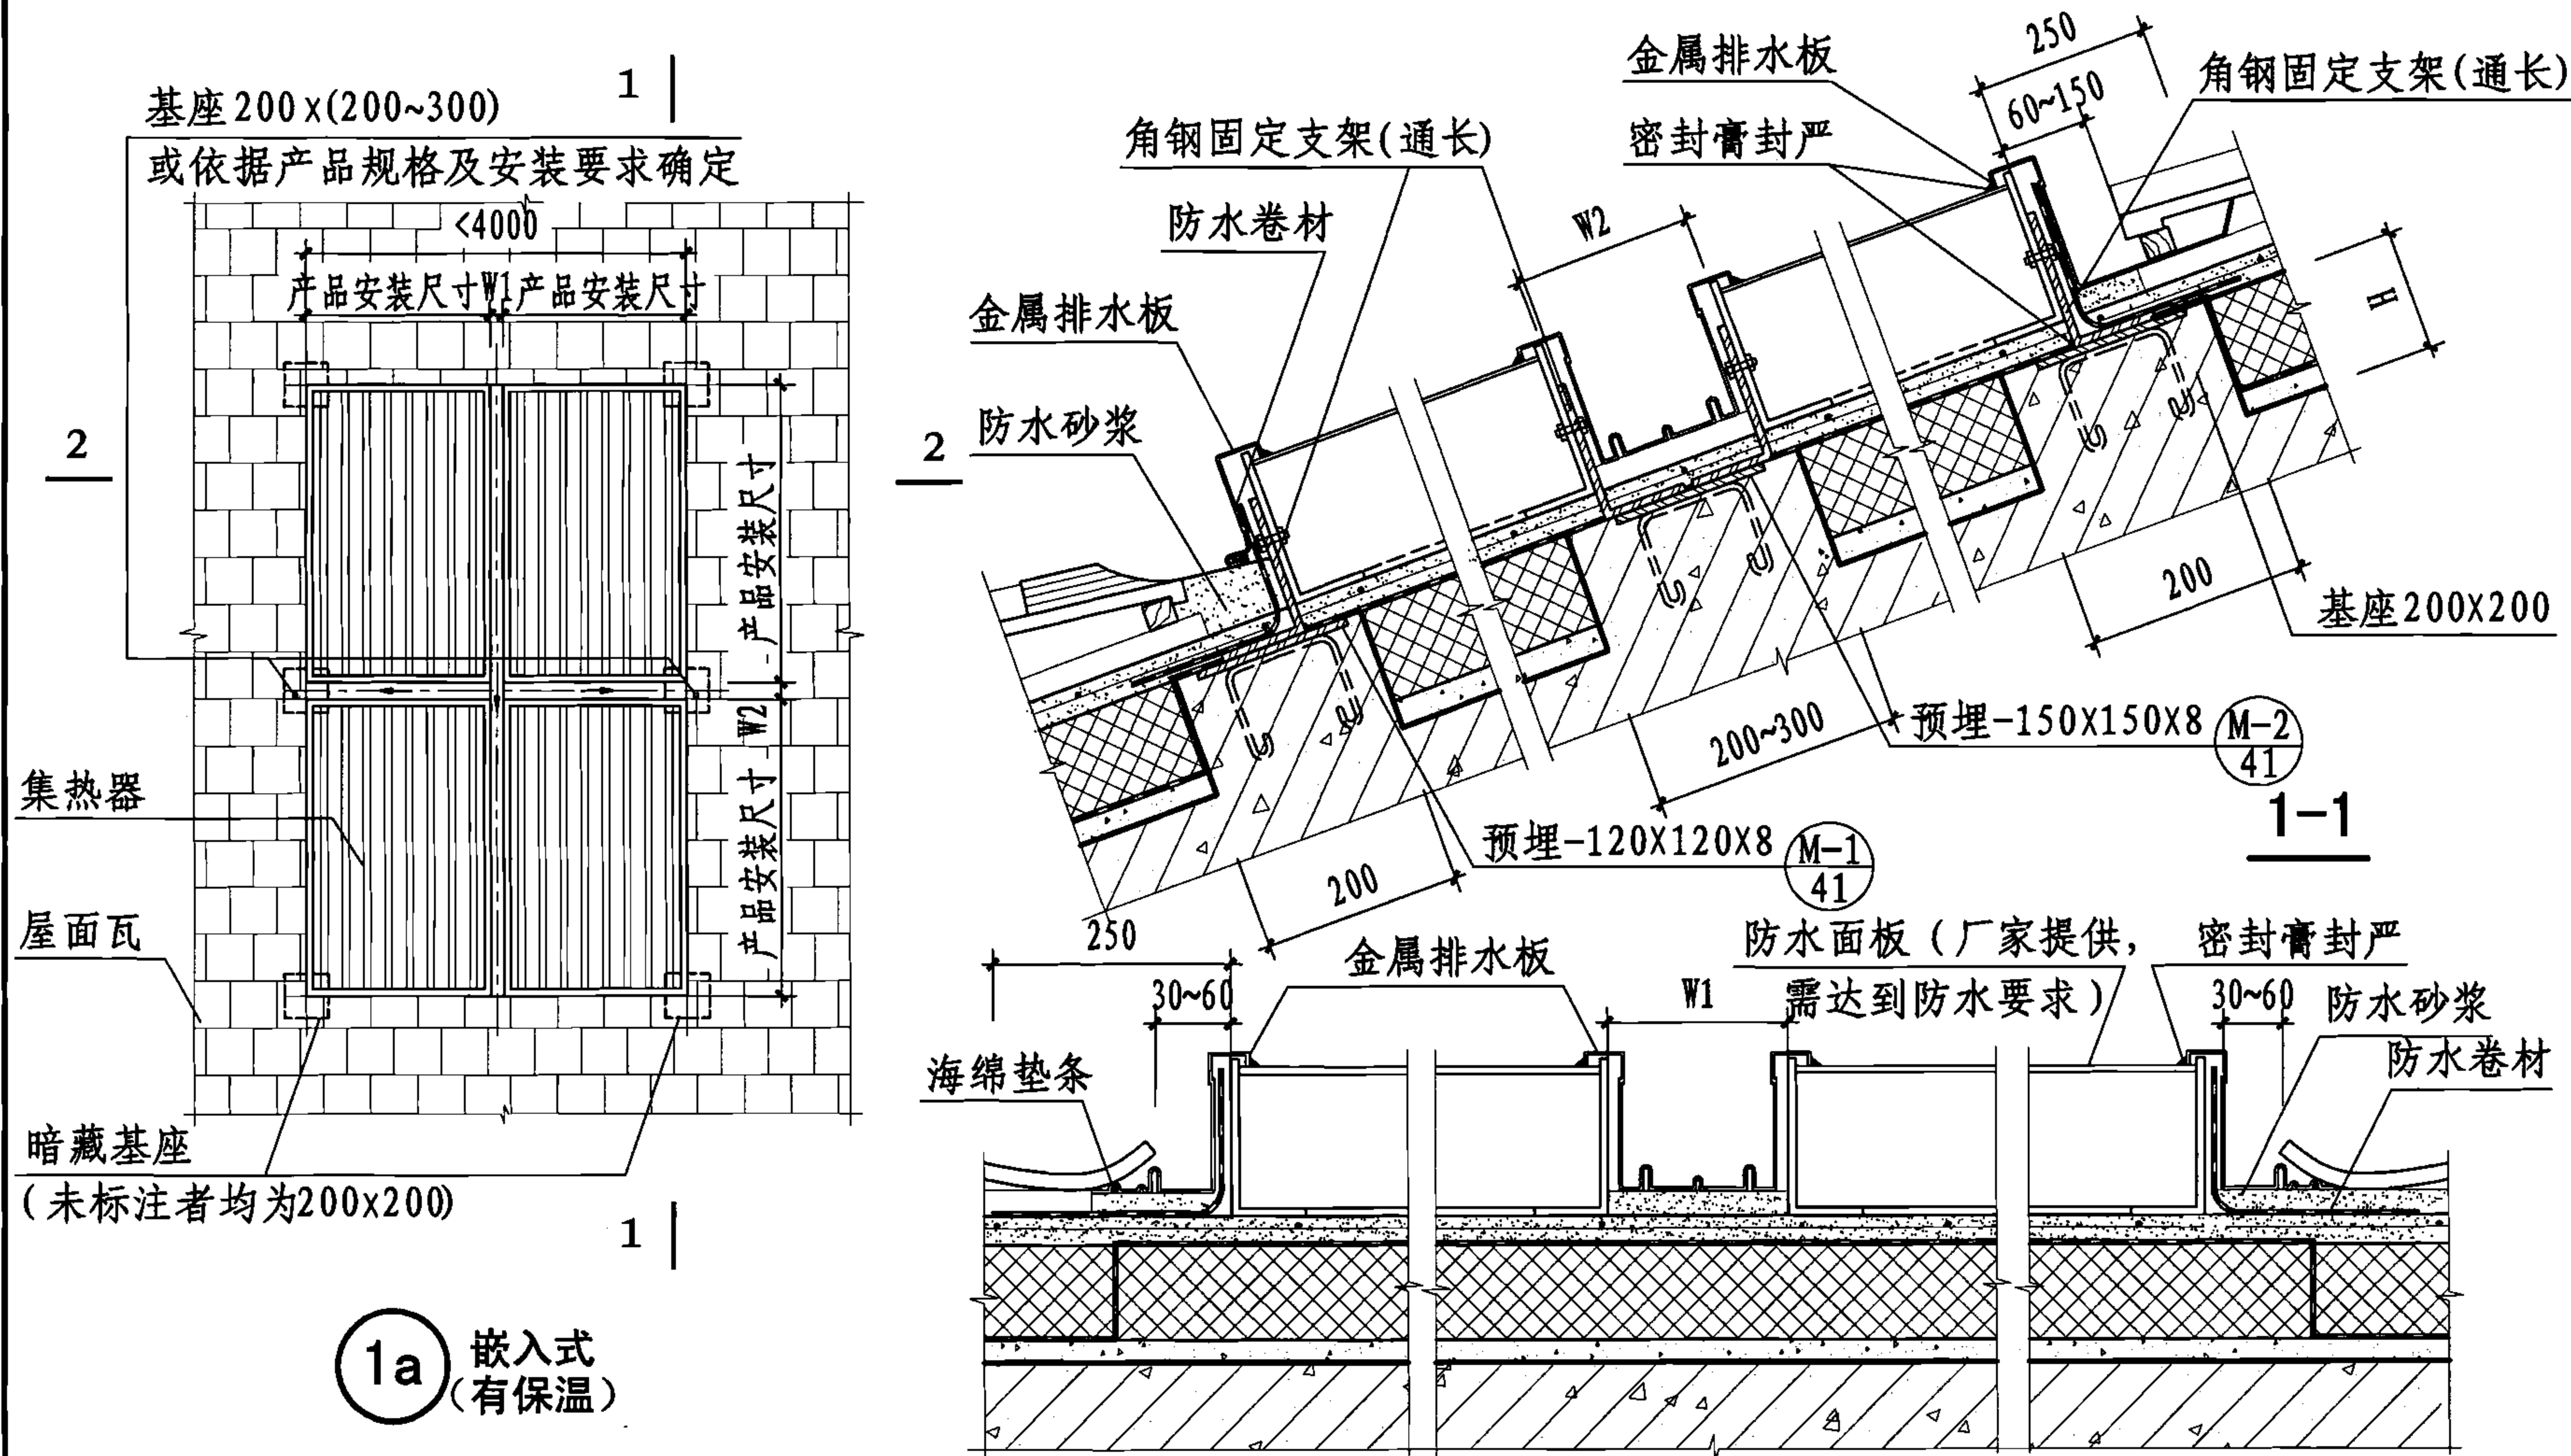 基座200x(200~300)
或依据产品规格及安装要求确定
1
<4000
产品安装尺寸 W1 产品安装尺寸
2
2
产品安装尺寸
W2
产品安装尺寸
集热器
屋面瓦
暗藏基座
(未标注者均为200x200)
1
1a
嵌入式
(有保温)
金属排水板
密封膏封严
250
60~150
角钢固定支架(通长)
角钢固定支架(通长)
防水卷材
金属排水板
防水砂浆
W2
H
200
基座200X200
200~300
预埋-150X150X8
M-2
41
预埋-120X120X8
M-1
41
200
1-1
250
30~60
金属排水板
W1
防水面板(厂家提供,
需达到防水要求)
密封膏封严
30~60
防水砂浆
防水卷材
海绵垫条